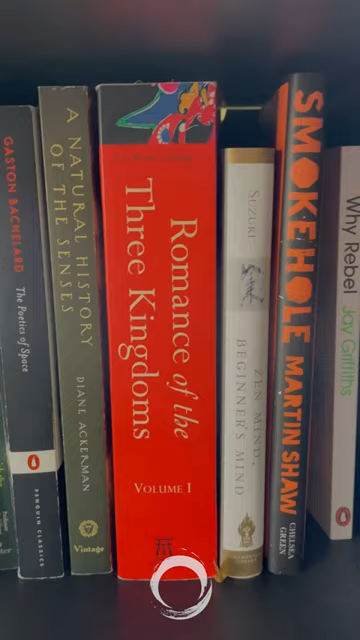 GASTON BACHELARD
The Poetics of Space
PENGUIN CLASSICS
A NATURAL HISTORY
OF THE SENSES
DIANE ACKERMAN
Vintage
Romance of the
Three Kingdoms
VOLUME I
SUZUKI
ZEN MIND,
BEGINNER'S MIND
SMOKEHOLE
MARTIN SHAW
CHELSEA
GREEN
Why Rebel
Jay Griffiths